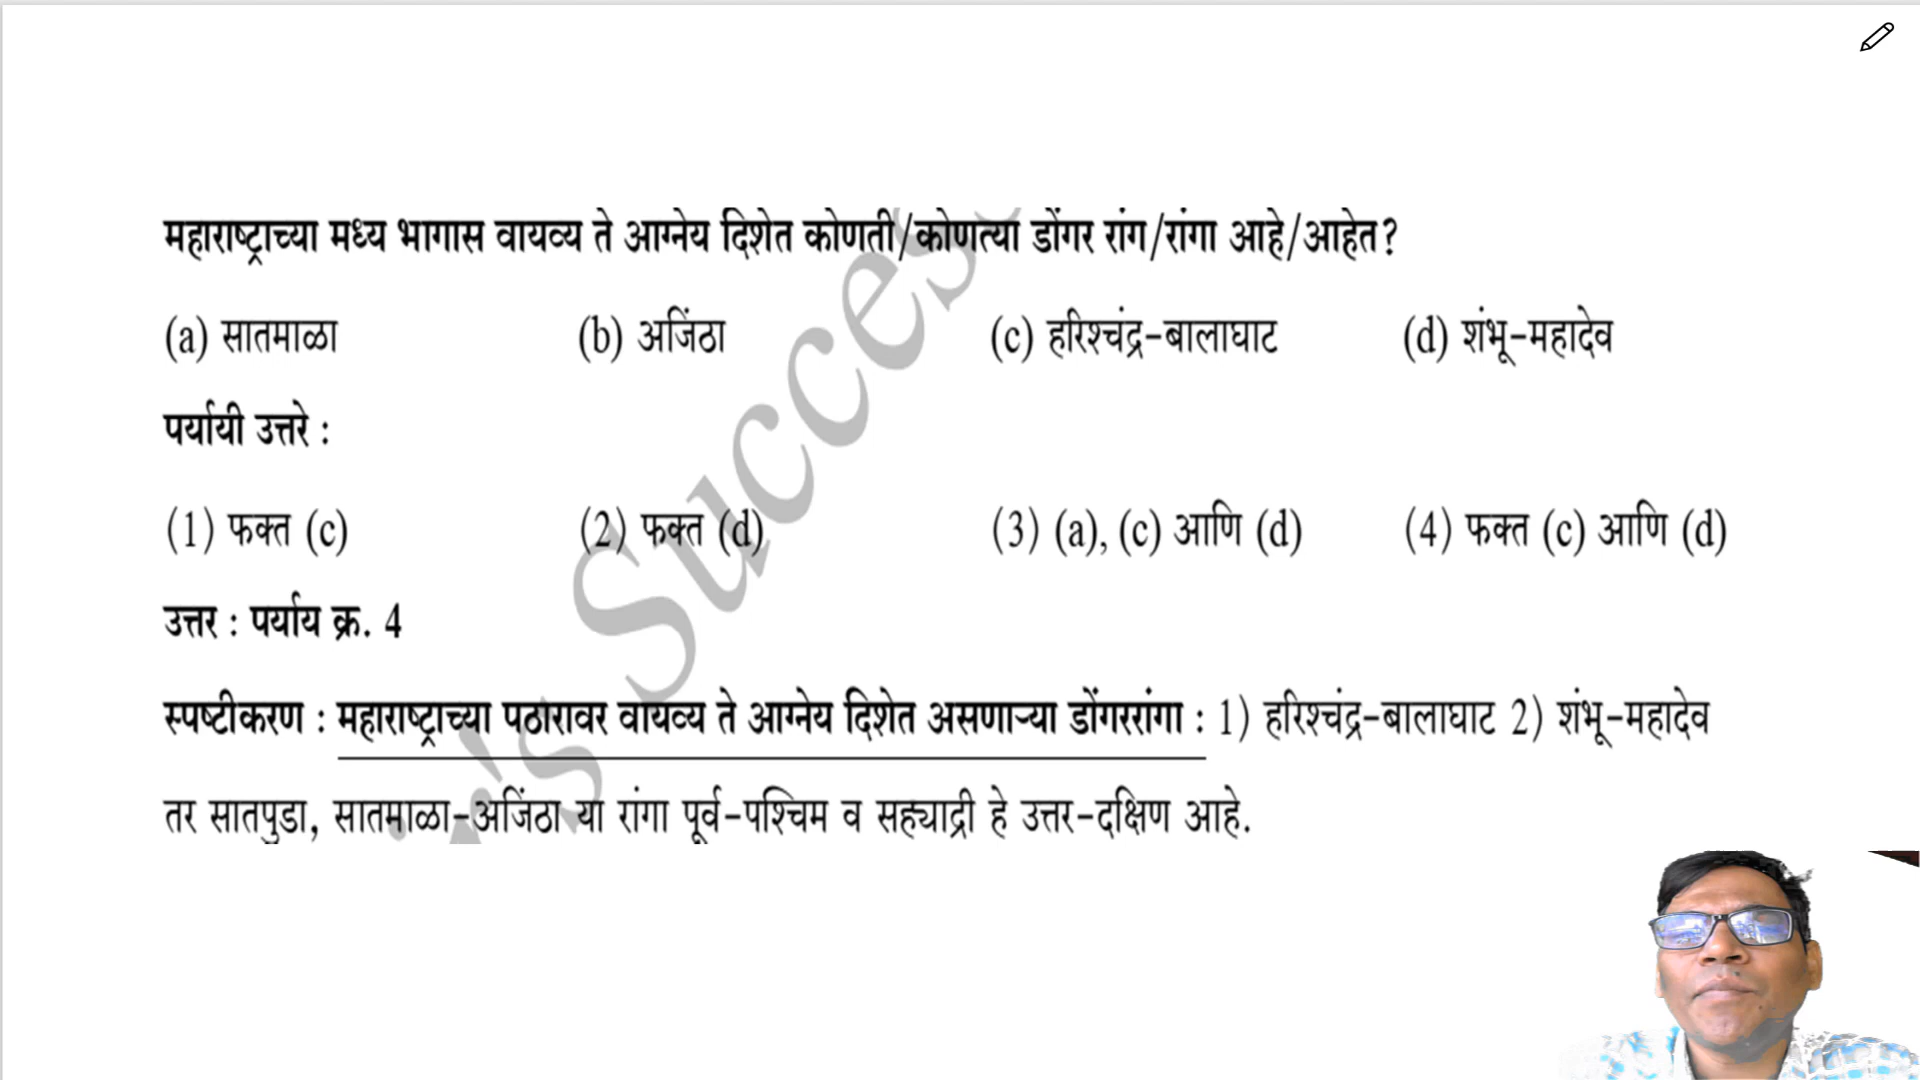 महाराष्ट्राच्या मध्य भागास वायव्य ते आग्नेय दिशेत कोणती/कोणत्या डोंगर रांग/रांगा आहे/आहेत?
(a) सातमाळा (b) अजिंठा (c) हरिश्चंद्र-बालाघाट (d) शंभू-महादेव
पर्यायी उत्तरे :
(1) फक्त (c) (2) फक्त (d) (3) (a), (c) आणि (d) (4) फक्त (c) आणि (d)
उत्तर : पर्याय क्र. 4
स्पष्टीकरण : महाराष्ट्राच्या पठारावर वायव्य ते आग्नेय दिशेत असणाऱ्या डोंगररांगा : 1) हरिश्चंद्र-बालाघाट 2) शंभू-महादेव
तर सातपुडा, सातमाळा-अजिंठा या रांगा पूर्व-पश्चिम व सह्याद्री हे उत्तर-दक्षिण आहे.